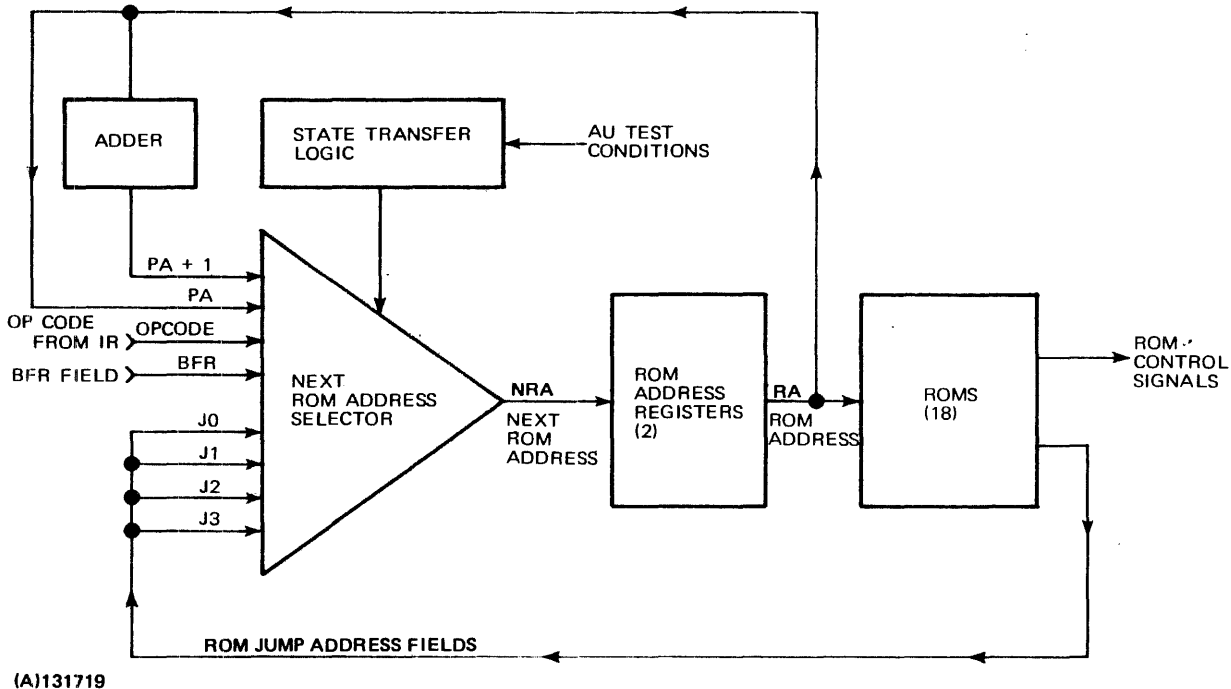 ADDER
STATE TRANSFER
LOGIC
AU TEST
CONDITIONS
PA + 1
PA
OP CODE
FROM IR
OPCODE
BFR FIELD
BFR
NEXT
ROM ADDRESS
SELECTOR
J0
J1
J2
J3
NRA
NEXT
ROM
ADDRESS
ROM
ADDRESS
REGISTERS
(2)
RA
ROM
ADDRESS
ROMS
(18)
ROM
CONTROL
SIGNALS
ROM JUMP ADDRESS FIELDS
(A)131719